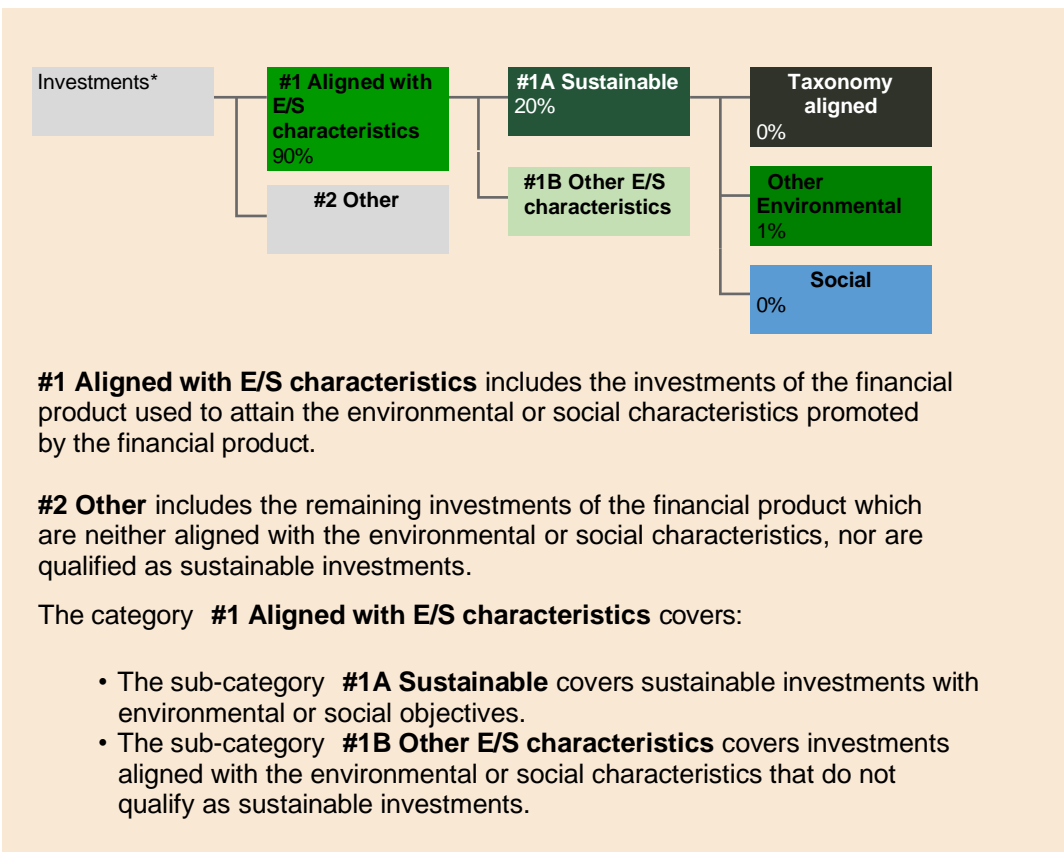 Investments*
#1 Aligned with
E/S
characteristics
90%
#2 Other
#1A Sustainable
20%
#1B Other E/S
characteristics
Taxonomy
aligned
0%
Other
Environmental
1%
Social
0%
#1 Aligned with E/S characteristics includes the investments of the financial
product used to attain the environmental or social characteristics promoted
by the financial product.
#2 Other includes the remaining investments of the financial product which
are neither aligned with the environmental or social characteristics, nor are
qualified as sustainable investments.
The category #1 Aligned with E/S characteristics covers:
• The sub-category #1A Sustainable covers sustainable investments with
environmental or social objectives.
• The sub-category #1B Other E/S characteristics covers investments
aligned with the environmental or social characteristics that do not
qualify as sustainable investments.